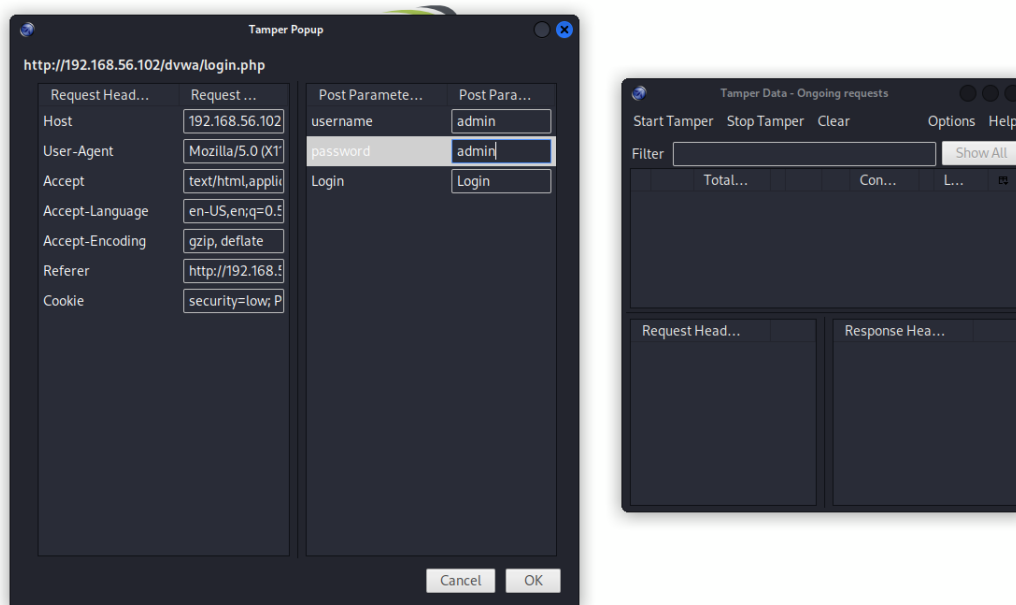 Tamper Popup
http://192.168.56.102/dvwa/login.php
Request Head... Request ...
Host 192.168.56.102
User-Agent Mozilla/5.0 (X1
Accept text/html,appli
Accept-Language en-US,en;q=0.5
Accept-Encoding gzip, deflate
Referer http://192.168.5
Cookie security=low; P
Post Paramete... Post Para...
username admin
password admin
Login Login
Cancel OK
Tamper Data - Ongoing requests
Start Tamper Stop Tamper Clear Options Help
Filter Show All
Total... Con... L...
Request Head... Response Hea...